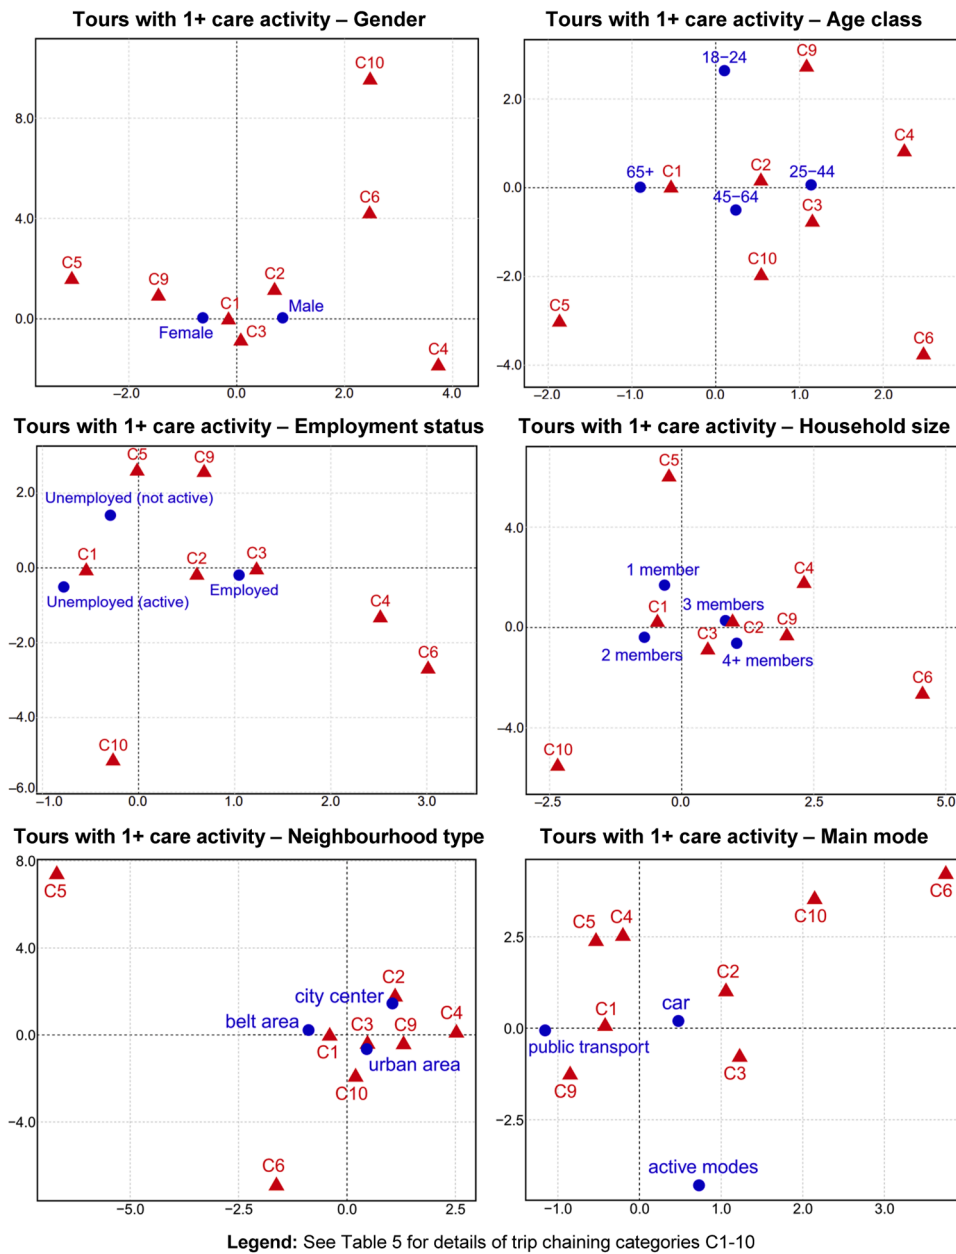 Tours with 1+ care activity – Gender
C10
8.0
C6
4.0
C5
C9
C2
C1
Male
0.0
Female
C3
C4
−2.0
0.0
2.0
4.0
Tours with 1+ care activity – Age class
18−24
C9
2.0
C4
65+
C1
C2
25−44
0.0
45−64
C3
C10
−2.0
C5
C6
−4.0
−2.0
−1.0
0.0
1.0
2.0
Tours with 1+ care activity – Employment status
C5
C9
2.0
Unemployed (not active)
C1
C2
C3
0.0
Unemployed (active)
Employed
C4
−2.0
C6
−4.0
C10
−6.0
−1.0
0.0
1.0
2.0
3.0
Tours with 1+ care activity – Household size
C5
4.0
1 member
C4
C1
3 members
C9
0.0
2 members
C3
C2
4+ members
C6
−4.0
C10
−2.5
0.0
2.5
5.0
Tours with 1+ care activity – Neighbourhood type
8.0
C5
4.0
C2
city center
belt area
C3
C9
C4
0.0
C1
urban area
C10
−4.0
C6
−5.0
−2.5
0.0
2.5
Tours with 1+ care activity – Main mode
C6
C10
C5
C4
2.5
C2
C1
car
0.0
public transport
C9
C3
−2.5
active modes
−1.0
0.0
1.0
2.0
3.0
Legend: See Table 5 for details of trip chaining categories C1-10